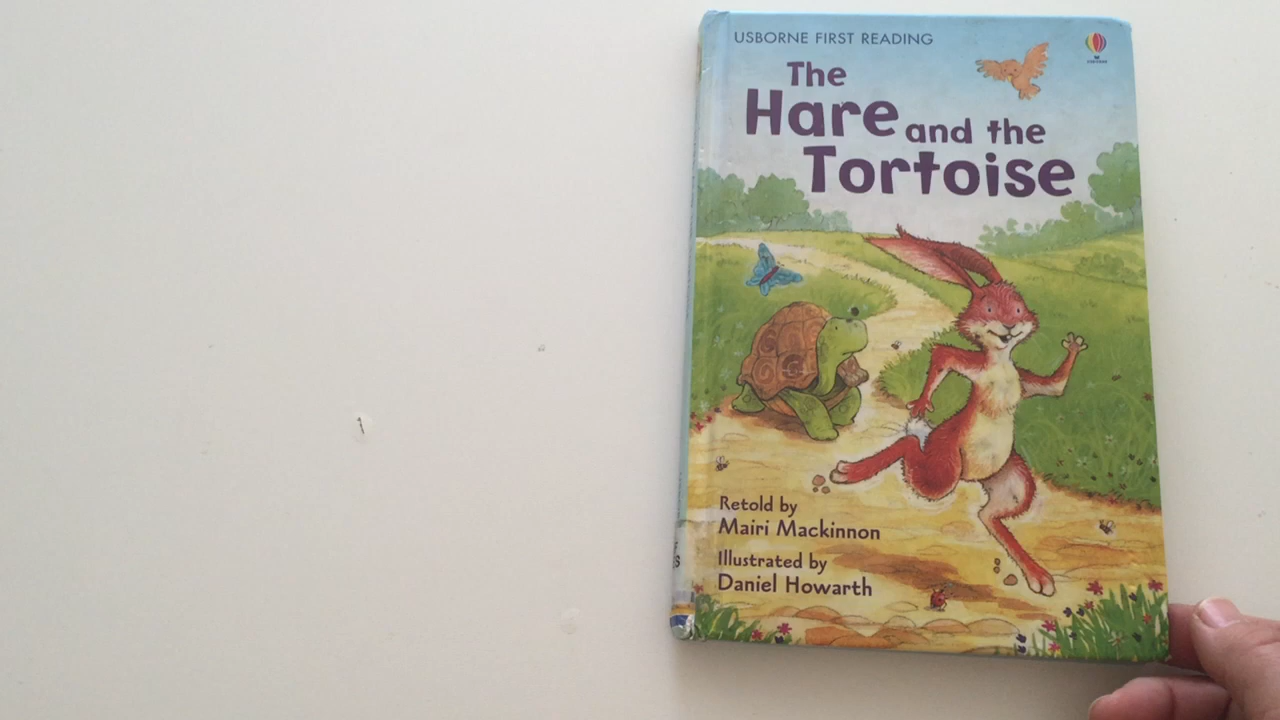 USBORNE FIRST READING
The
Hare and the
Tortoise
Retold by
Mairi Mackinnon
Illustrated by
Daniel Howarth